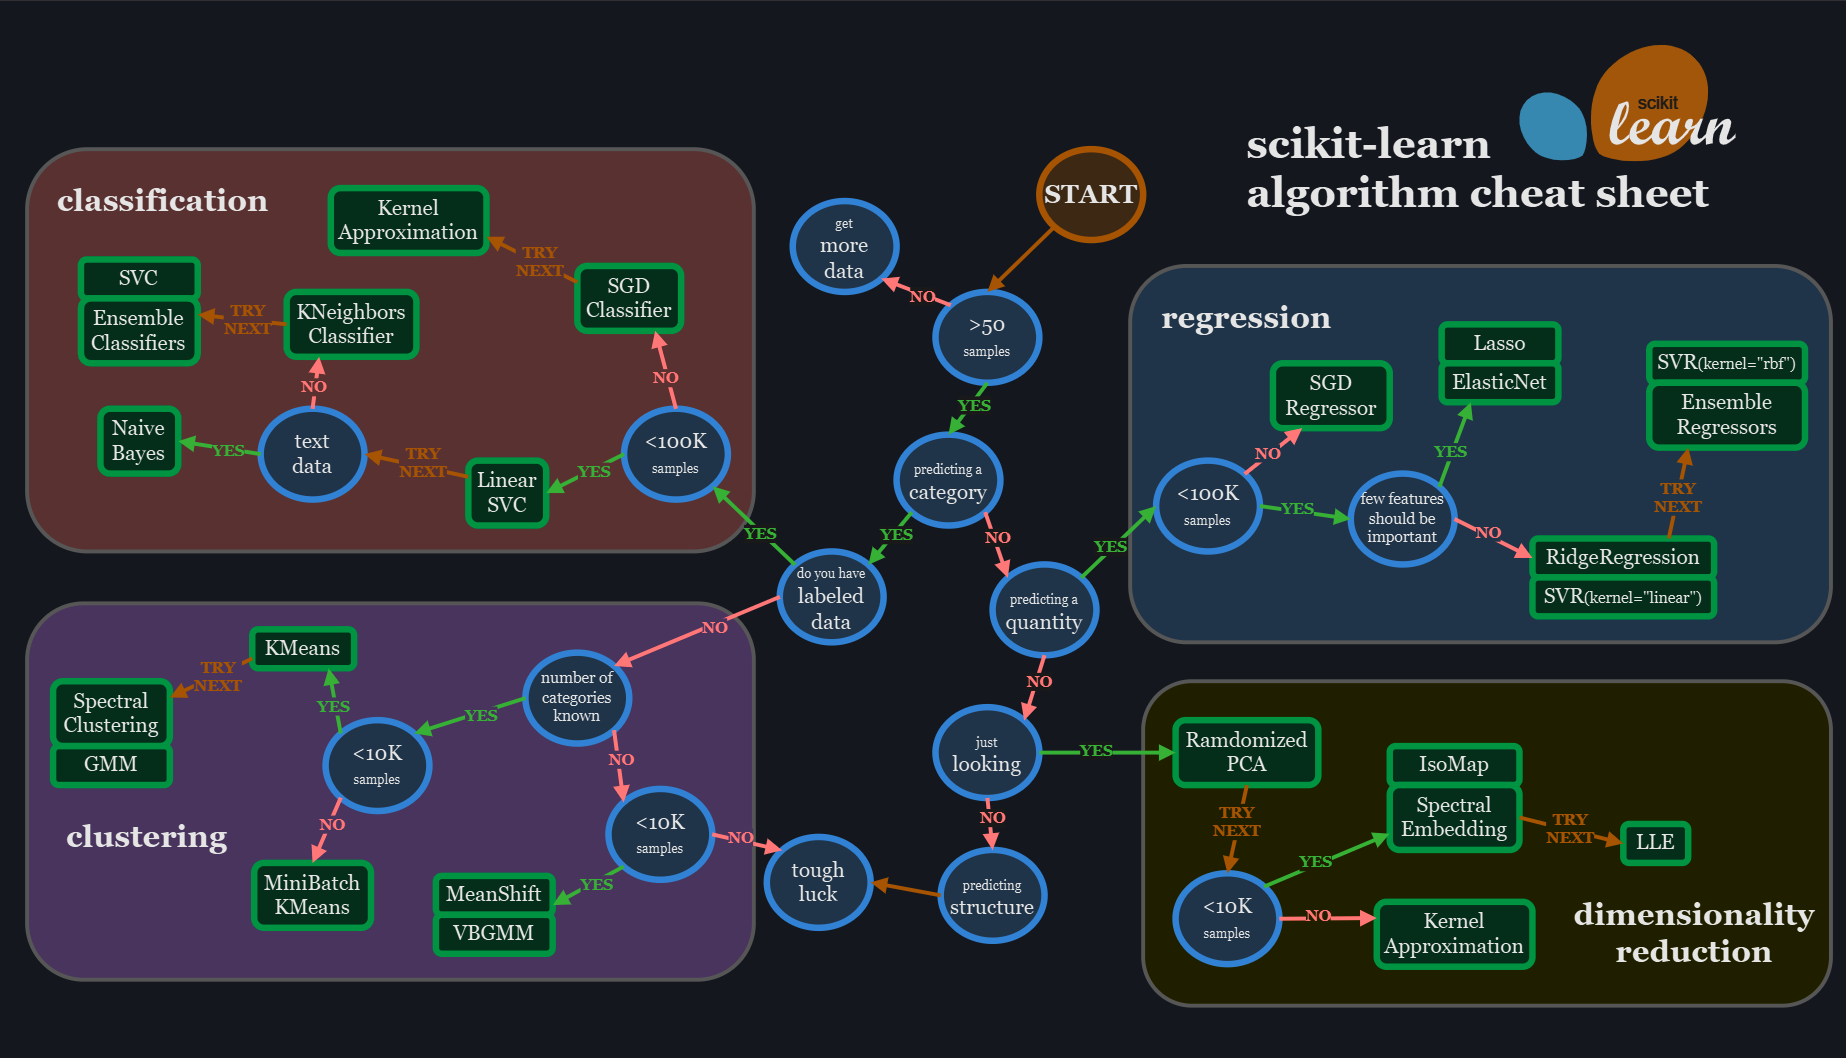 scikit
learn
scikit-learn
algorithm cheat sheet
START
get
more
data
NO
>50
samples
YES
predicting a
category
YES
NO
do you have
labeled
data
YES
NO
predicting a
quantity
YES
NO
just
looking
YES
NO
predicting
structure
tough
luck
classification
Kernel
Approximation
TRY
NEXT
SGD
Classifier
NO
<100K
samples
YES
Linear
SVC
TRY
NEXT
text
data
NO
KNeighbors
Classifier
TRY
NEXT
SVC
Ensemble
Classifiers
YES
Naive
Bayes
regression
SGD
Regressor
NO
<100K
samples
YES
few features
should be
important
YES
Lasso
ElasticNet
NO
RidgeRegression
SVR(kernel="linear")
TRY
NEXT
SVR(kernel="rbf")
Ensemble
Regressors
clustering
number of
categories
known
YES
<10K
samples
YES
KMeans
TRY
NEXT
Spectral
Clustering
GMM
NO
MiniBatch
KMeans
NO
<10K
samples
NO
YES
MeanShift
VBGMM
dimensionality
reduction
Ramdomized
PCA
TRY
NEXT
<10K
samples
YES
IsoMap
Spectral
Embedding
TRY
NEXT
LLE
NO
Kernel
Approximation